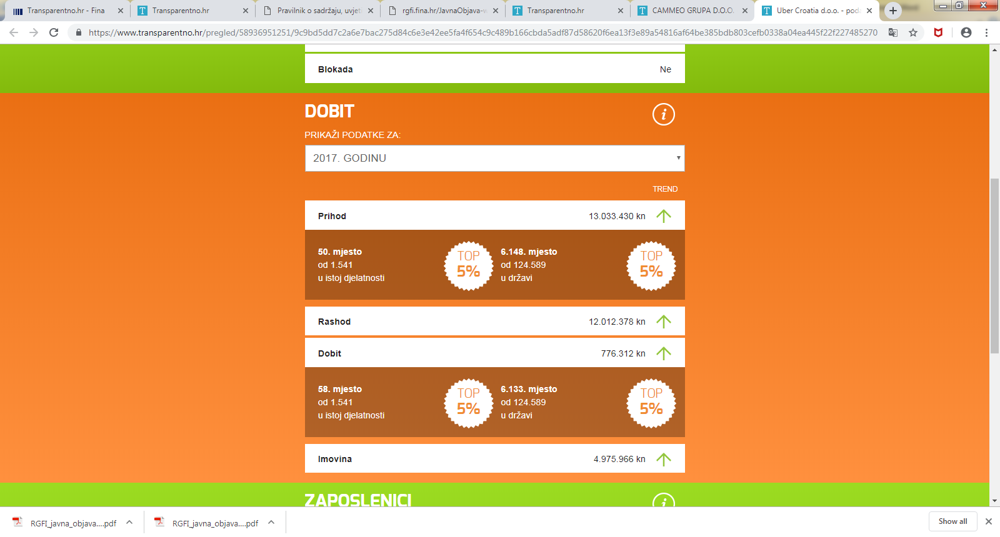 Transparentno.hr - Fina
Transparentno.hr
Pravilnik o sadržaju, uvjet
rgfi.fina.hr/JavnaObjava-w
Transparentno.hr
CAMMEO GRUPA D.O.O.
Uber Croatia d.o.o. - poda
https://www.transparentno.hr/pregled/58936951251/9c9bd5dd7c2a6e7bac275d84c6e3e42ee5fa4f654c9c489b166cbda5adf87d58620f6ea13f3e89a54816af64be385bdb803cefb0338a04ea445f22f227485270
Blokada Ne
DOBIT
i
PRIKAŽI PODATKE ZA:
2017. GODINU
TREND
Prihod 13.033.430 kn
50. mjesto
od 1.541
u istoj djelatnosti
TOP
5%
6.148. mjesto
od 124.589
u državi
TOP
5%
Rashod 12.012.378 kn
Dobit 776.312 kn
58. mjesto
od 1.541
u istoj djelatnosti
TOP
5%
6.133. mjesto
od 124.589
u državi
TOP
5%
Imovina 4.975.966 kn
ZAPOSLENICI
i
RGFI_javna_objava....pdf
RGFI_javna_objava....pdf
Show all